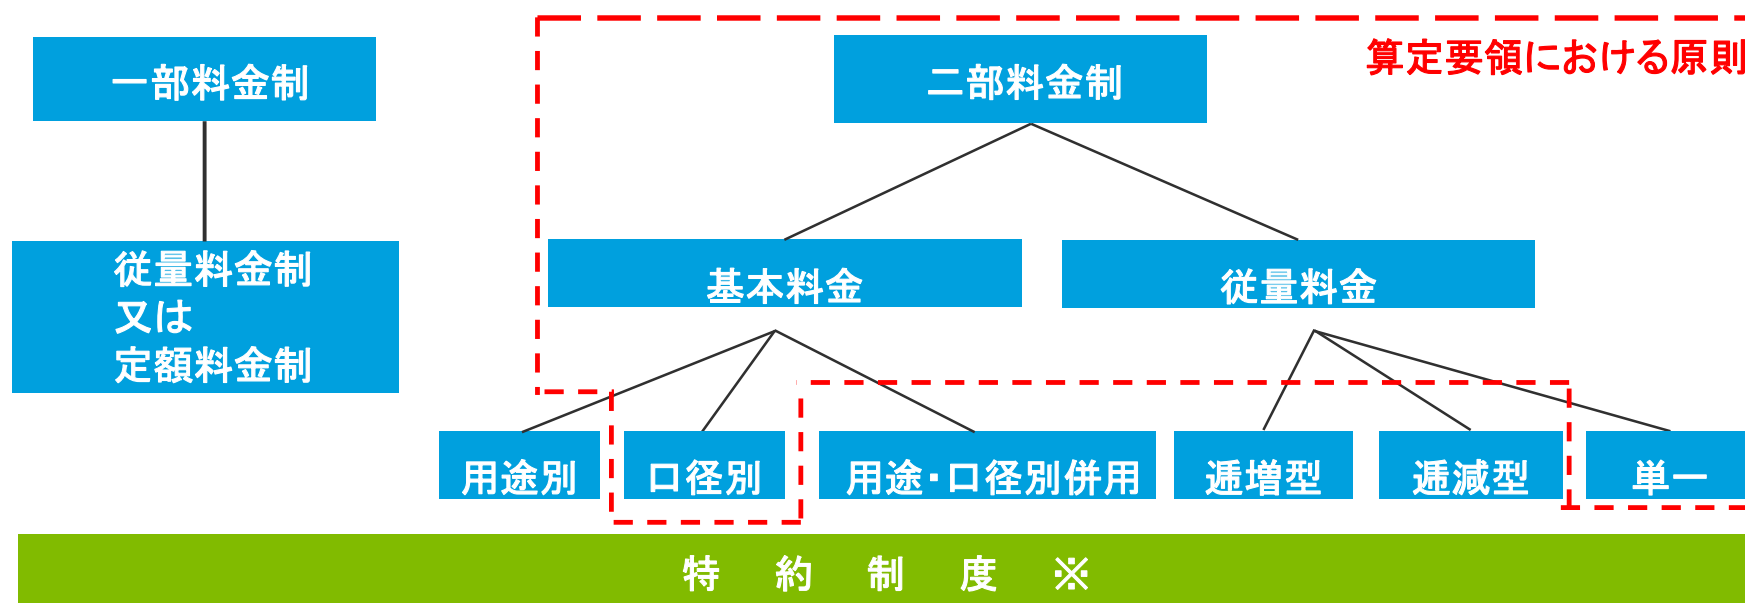 算定要領における原則
一部料金制
二部料金制
従量料金制
又は
定額料金制
基本料金
従量料金
用途別
口径別
用途・口径別併用
逓増型
逓減型
単一
特約制度※